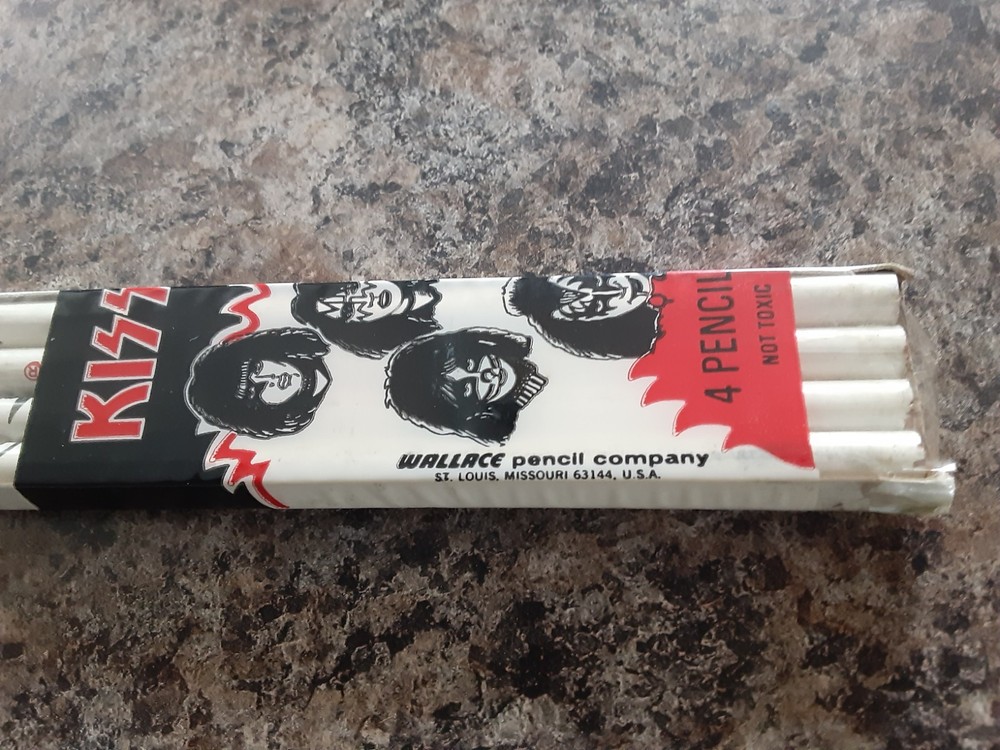 KISS
®
WALLACE pencil company
ST. LOUIS, MISSOURI 63144, U.S.A.
4 PENCIL
NOT TOXIC